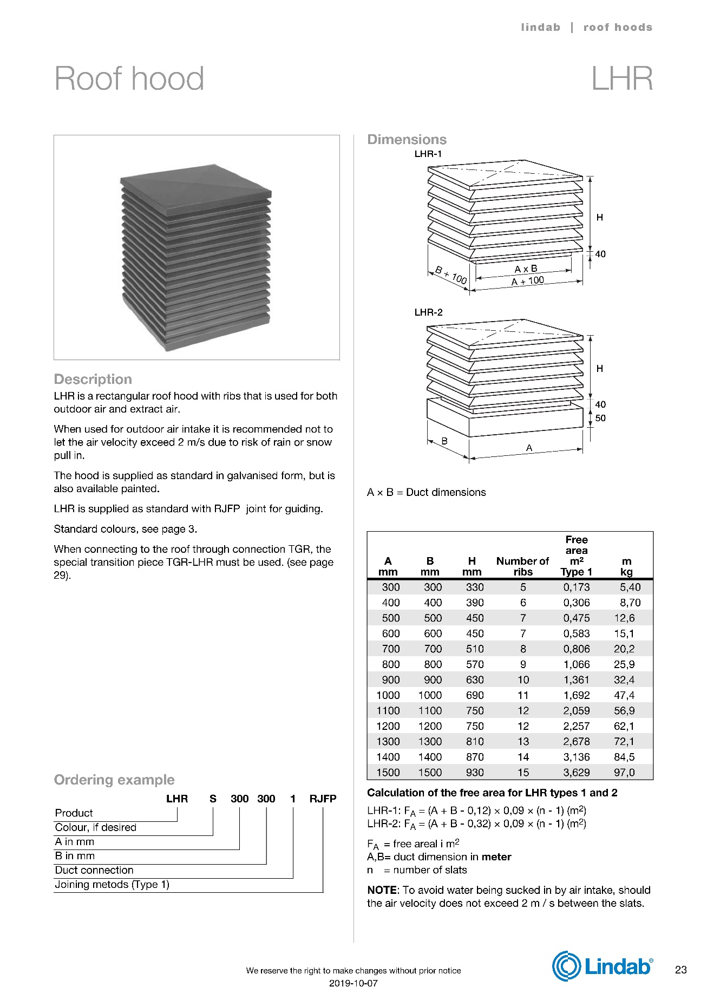 lindab | roof hoods
Roof hood LHR
Description
LHR is a rectangular roof hood with ribs that is used for both
outdoor air and extract air.
When used for outdoor air intake it is recommended not to
let the air velocity exceed 2 m/s due to risk of rain or snow
pull in.
The hood is supplied as standard in galvanised form, but is
also available painted.
LHR is supplied as standard with RJFP joint for guiding.
Standard colours, see page 3.
When connecting to the roof through connection TGR, the
special transition piece TGR-LHR must be used. (see page
29).
Ordering example
LHR S 300 300 1 RJFP
Product
Colour, if desired
A in mm
B in mm
Duct connection
Joining metods (Type 1)
Dimensions
LHR-1
H
40
A x B
B + 100
A + 100
LHR-2
H
40
50
B
A
A × B = Duct dimensions
Free
area
A B H Number of m²
m
mm mm mm ribs Type 1 kg
300 300 330 5 0,173 5,40
400 400 390 6 0,306 8,70
500 500 450 7 0,475 12,6
600 600 450 7 0,583 15,1
700 700 510 8 0,806 20,2
800 800 570 9 1,066 25,9
900 900 630 10 1,361 32,4
1000 1000 690 11 1,692 47,4
1100 1100 750 12 2,059 56,9
1200 1200 750 12 2,257 62,1
1300 1300 810 13 2,678 72,1
1400 1400 870 14 3,136 84,5
1500 1500 930 15 3,629 97,0
Calculation of the free area for LHR types 1 and 2
LHR-1: FA = (A + B - 0,12) × 0,09 × (n - 1) (m²)
LHR-2: FA = (A + B - 0,32) × 0,09 × (n - 1) (m²)
FA = free areal i m²
A,B= duct dimension in meter
n = number of slats
NOTE: To avoid water being sucked in by air intake, should
the air velocity does not exceed 2 m / s between the slats.
We reserve the right to make changes without prior notice
2019-10-07
Lindab®
23